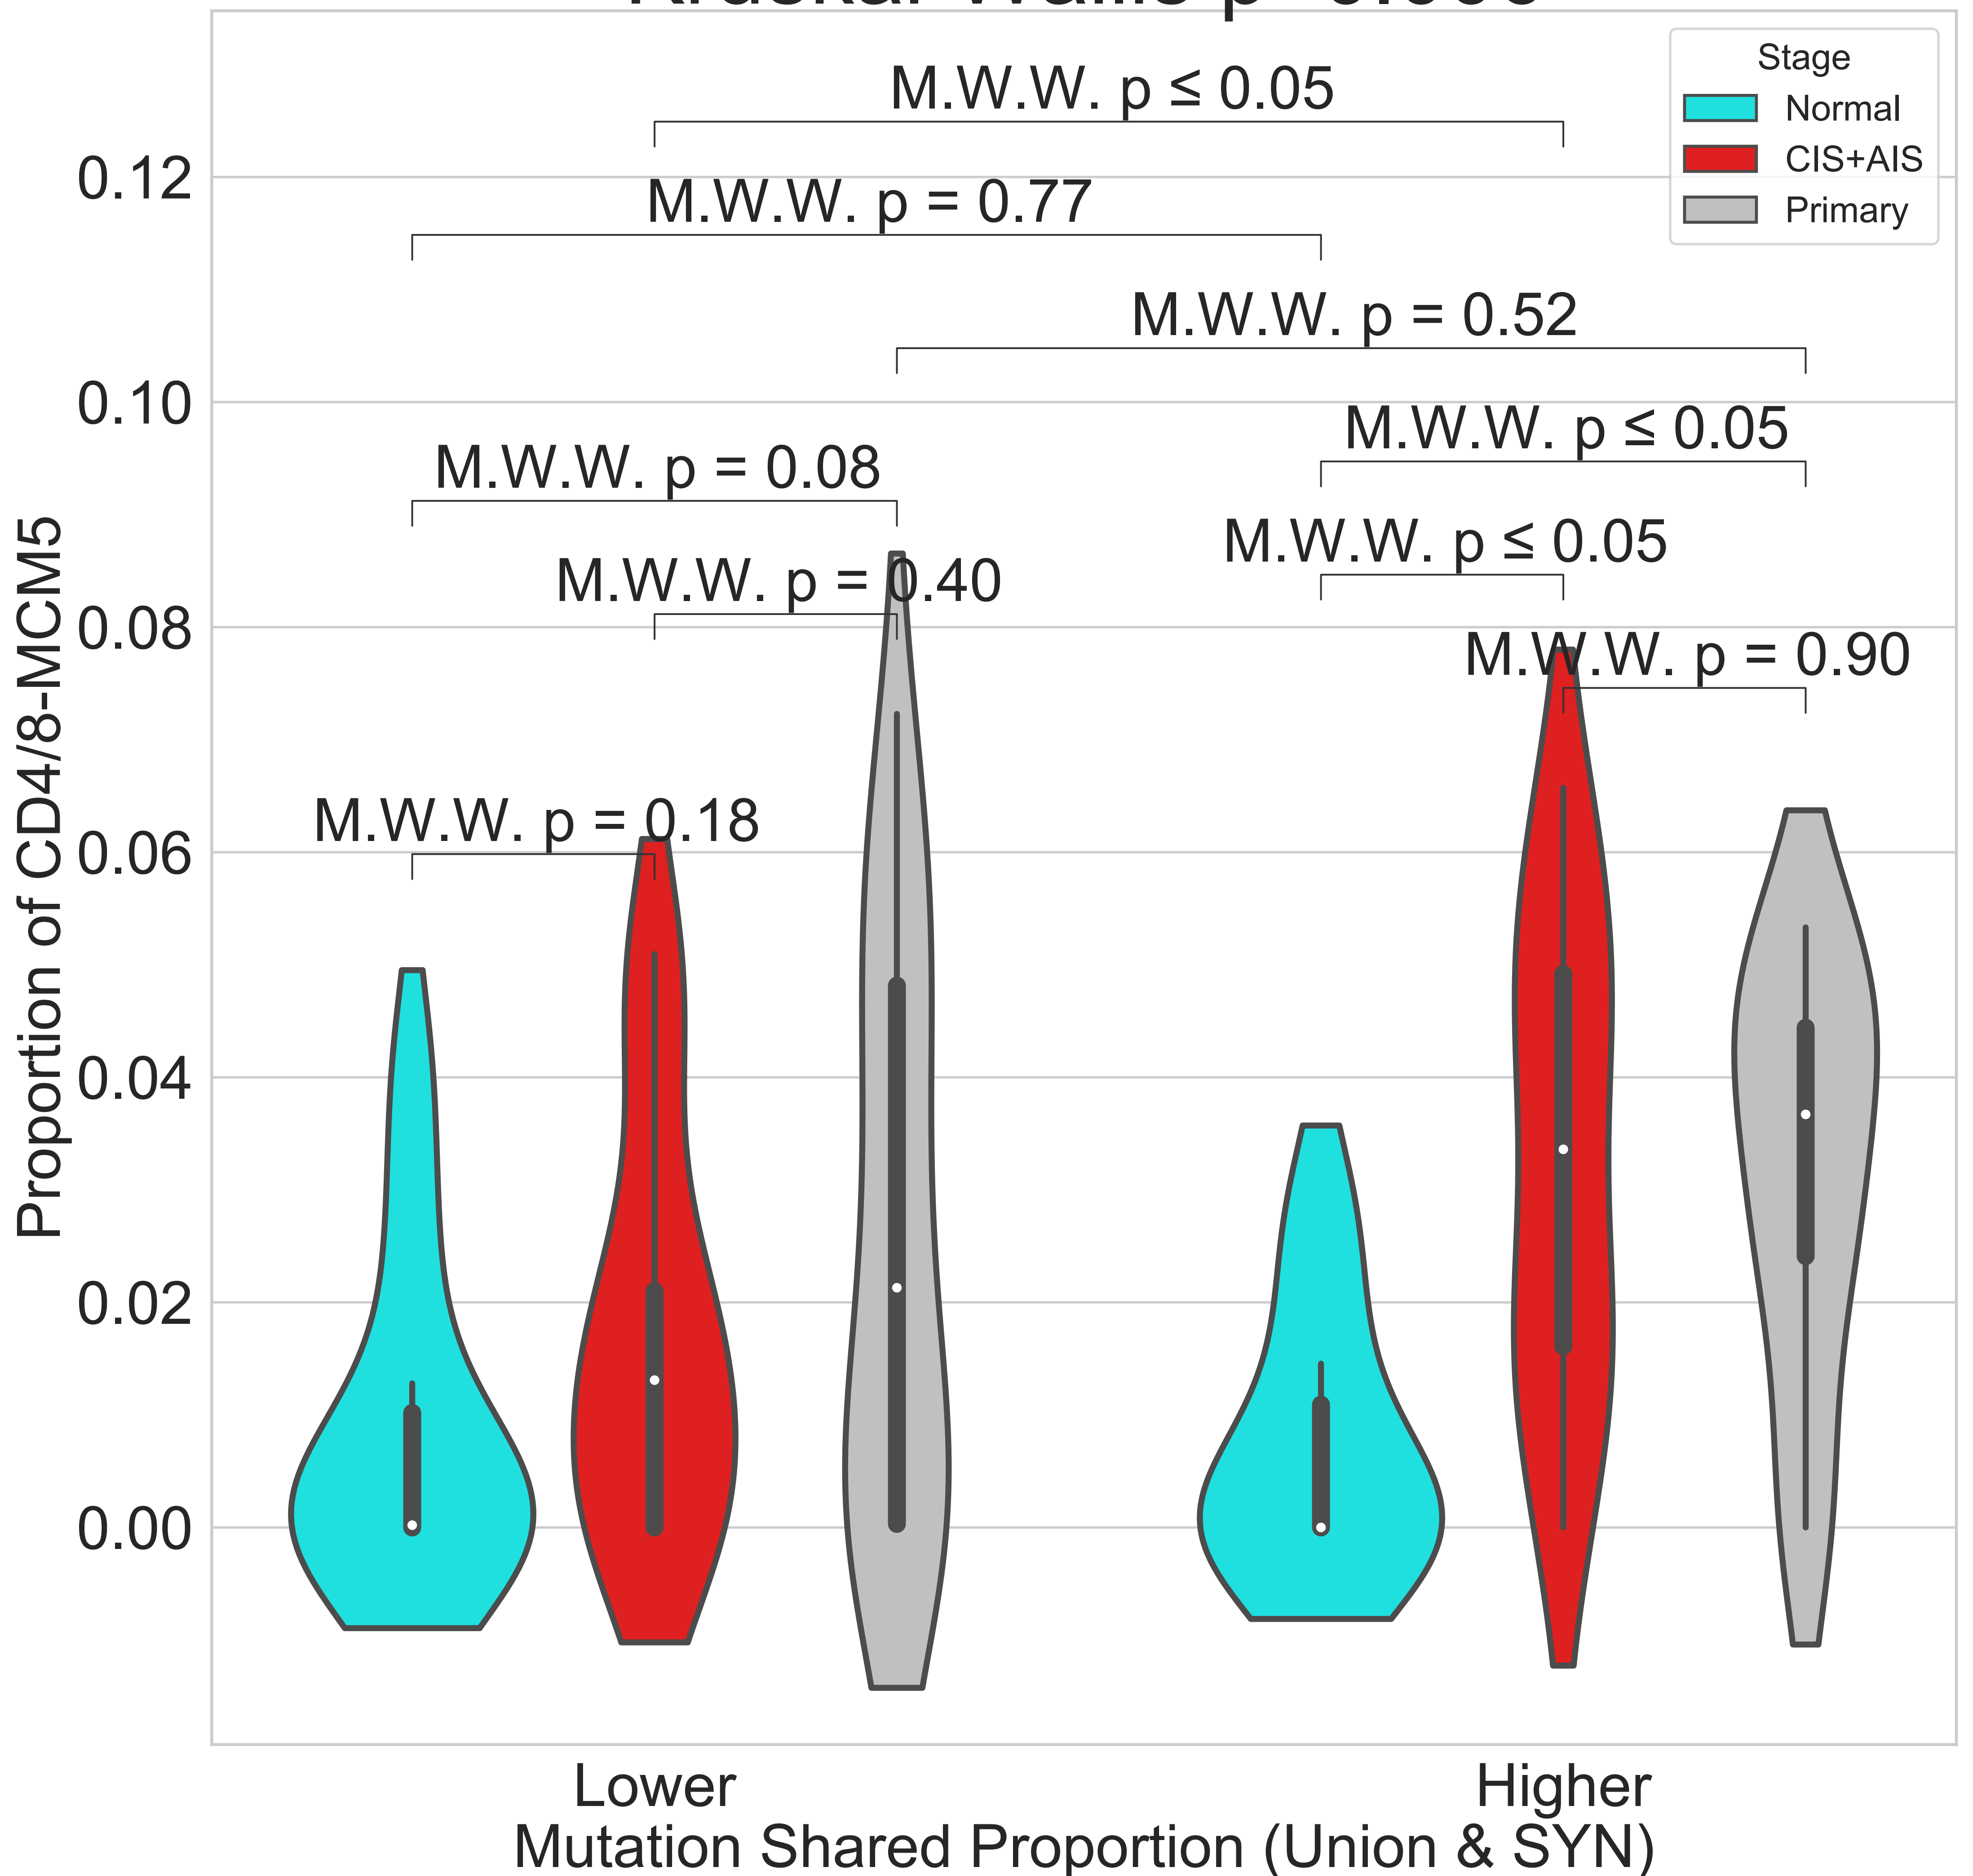 M.W.W. p ≤ 0.05
Stage
Normal
CIS+AIS
Primary
M.W.W. p = 0.77
M.W.W. p = 0.52
M.W.W. p ≤ 0.05
M.W.W. p = 0.08
M.W.W. p ≤ 0.05
M.W.W. p = 0.40
M.W.W. p = 0.90
M.W.W. p = 0.18
0.12
0.10
0.08
0.06
0.04
0.02
0.00
Proportion of CD4/8-MCM5
Lower
Higher
Mutation Shared Proportion (Union & SYN)